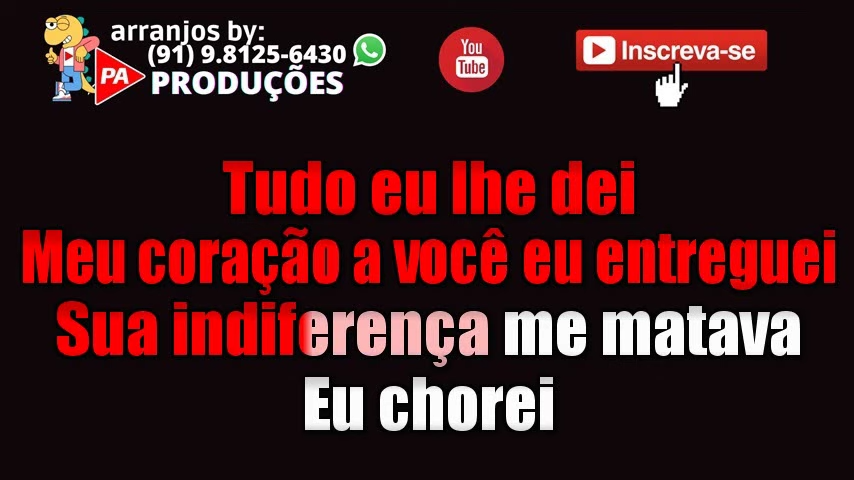 arranjos by:
(91) 9.8125-6430
PA PRODUÇÕES
You
Tube
Inscreva-se
Tudo eu lhe dei
Meu coração a você eu entreguei
Sua indiferença me matava
Eu chorei